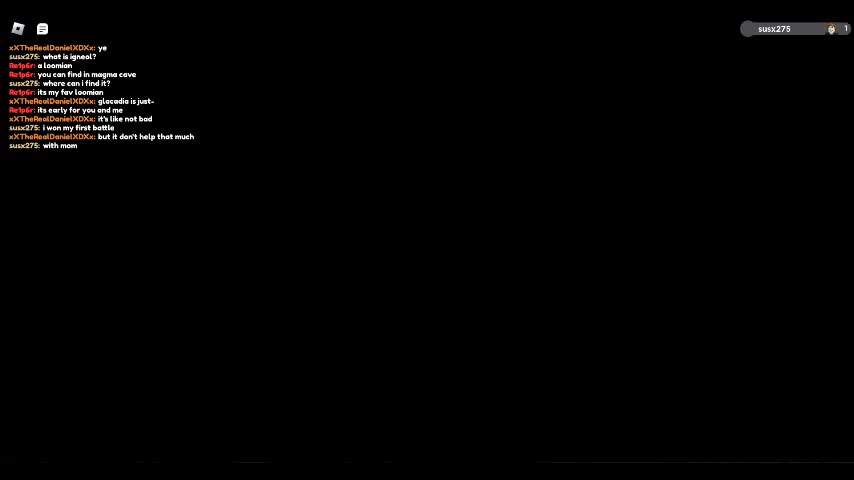 susx275
1
xXTheRealDanielXDXx: ye
susx275: what is igneol?
Re1p6r: a loomian
Re1p6r: you can find in magma cave
susx275: where can i find it?
Re1p6r: its my fav loomian
xXTheRealDanielXDXx: glacadia is just-
Re1p6r: its early for you and me
xXTheRealDanielXDXx: it's like not bad
susx275: i won my first battle
xXTheRealDanielXDXx: but it don't help that much
susx275: with mom